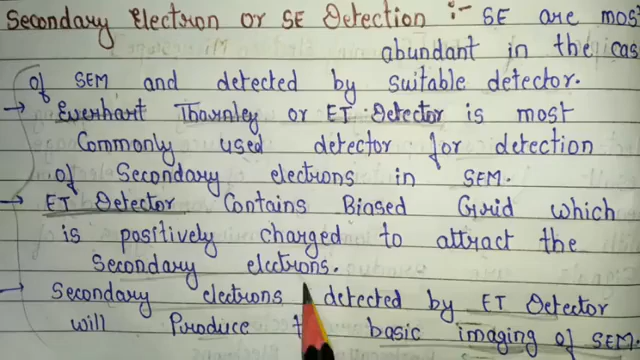 Secondary Electron or SE Detection :- SE are most
abundant in the cas
of SEM and detected by suitable detector.
→ Everhart Thornley or ET Detector is most
Commonly used detector for detection
of Secondary electrons in SEM.
→ ET Detector Contains Biased Grid which
is positively charged to attract the
Secondary electrons.
→ Secondary electrons detected by ET Detector
will Produce basic imaging of SEM.